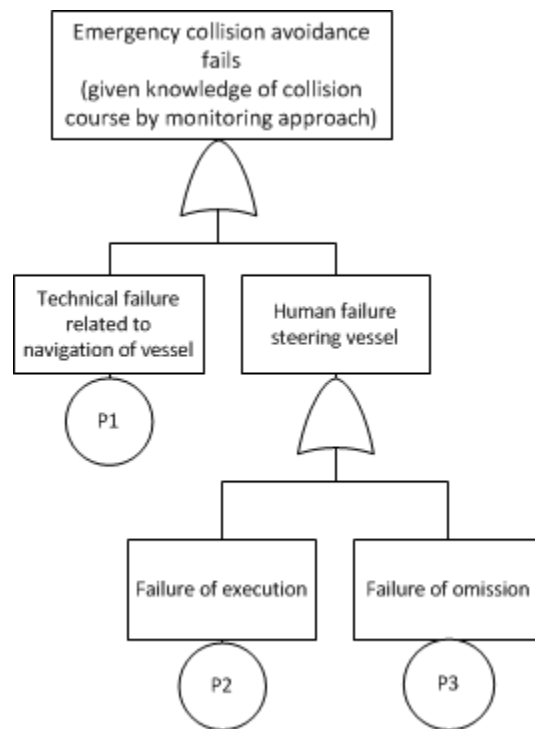 Emergency collision avoidance
fails
(given knowledge of collision
course by monitoring approach)
Technical failure
related to
navigation of vessel
Human failure
steering vessel
P1
Failure of execution
Failure of omission
P2
P3